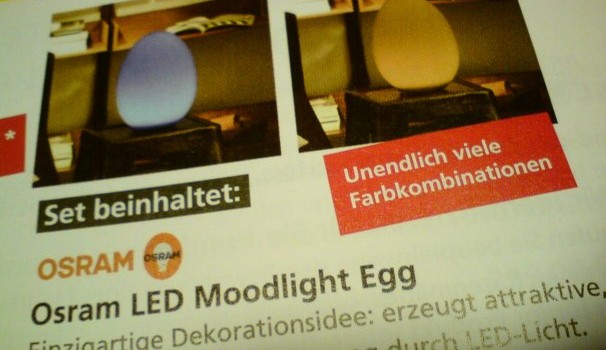 *
Unendlich viele
Farbkombinationen
Set beinhaltet:
OSRAM OSRAM
Osram LED Moodlight Egg
Einzigartige Dekorationsidee: erzeugt attraktive,
durch LED-Licht.